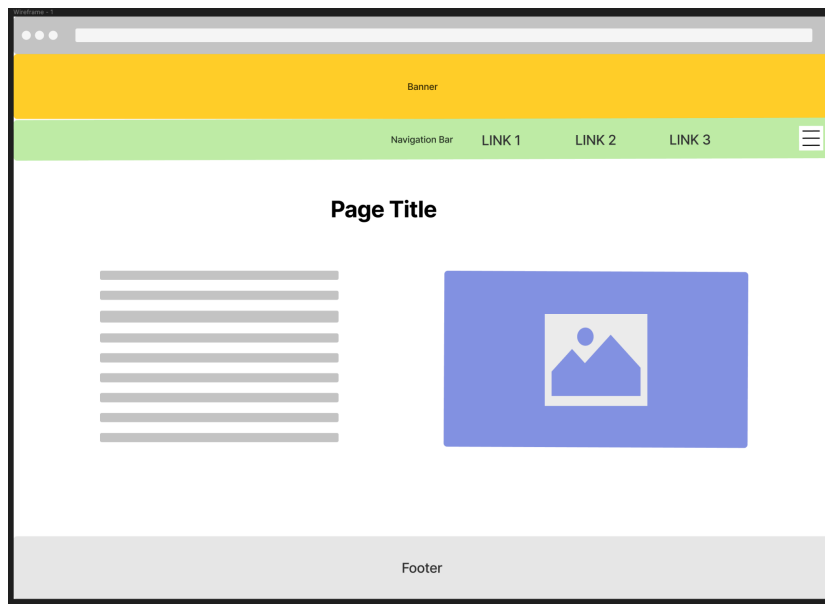 Wireframe - 1
Banner
Navigation Bar LINK 1 LINK 2 LINK 3
Page Title
Footer